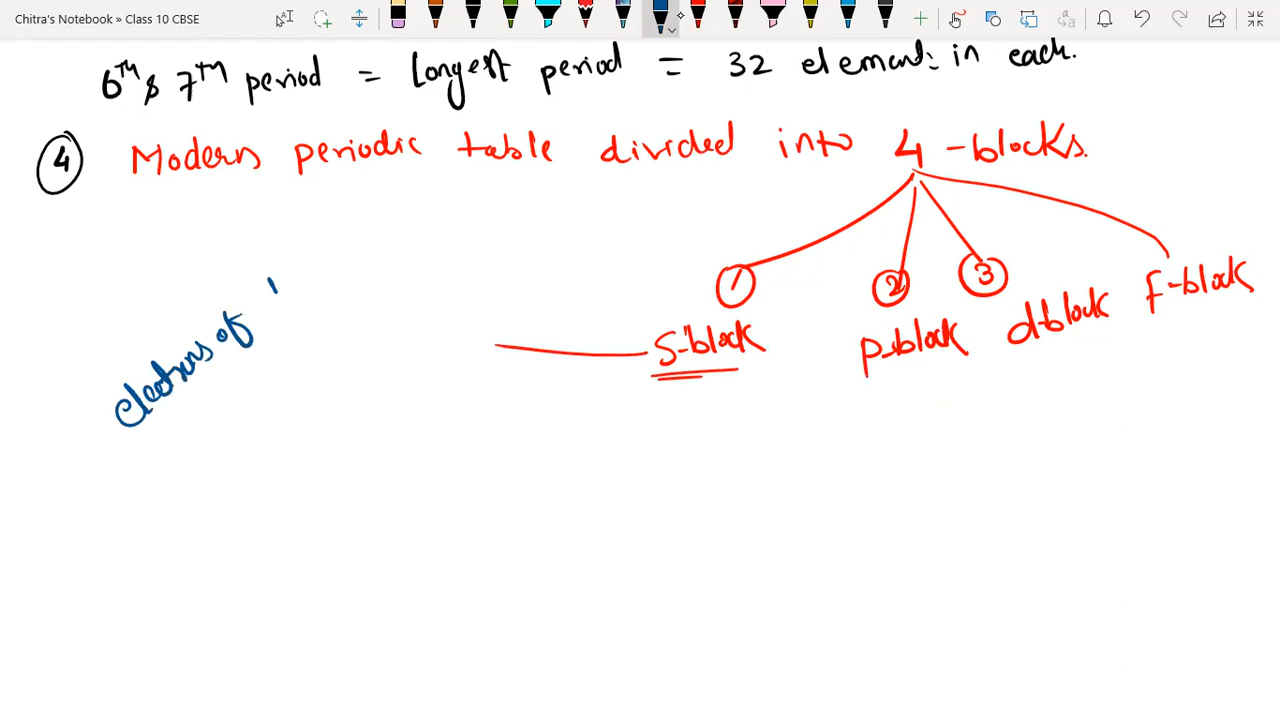 Chitra's Notebook » Class 10 CBSE
6th & 7th period = longest period = 32 element: in each.
4 Modern periodic table divided into 4-blocks.
1 2 3
s-block p-block d-block f-block
electrons of